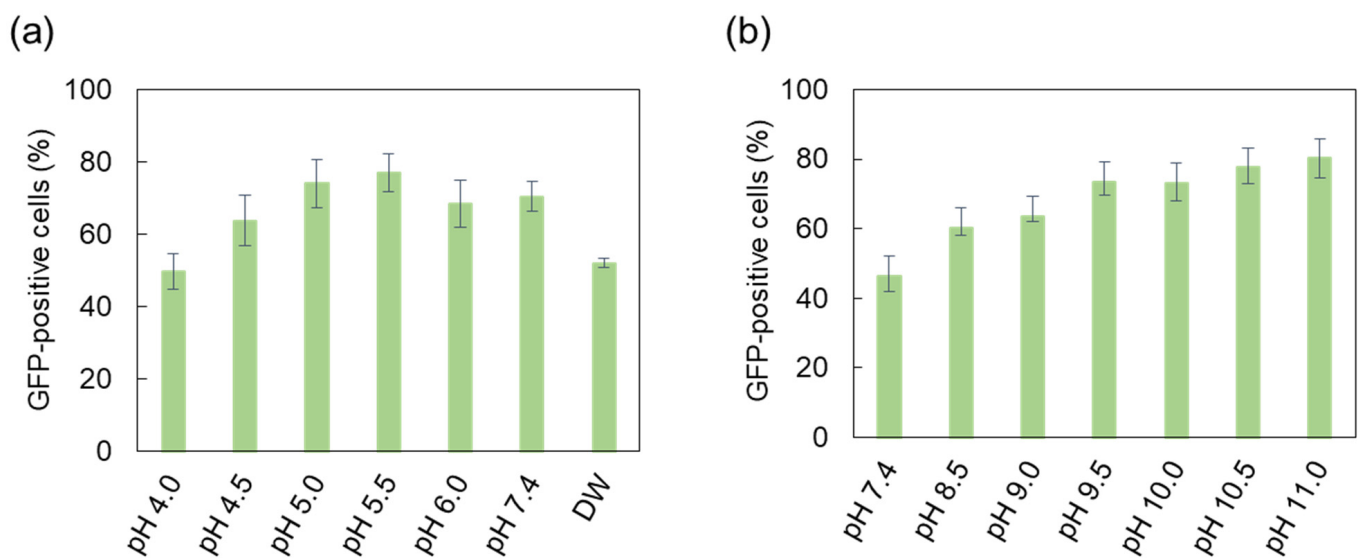 (a)
GFP-positive cells (%)
100
80
60
40
20
0
pH 4.0
pH 4.5
pH 5.0
pH 5.5
pH 6.0
pH 7.4
DW
(b)
GFP-positive cells (%)
100
80
60
40
20
0
pH 7.4
pH 8.5
pH 9.0
pH 9.5
pH 10.0
pH 10.5
pH 11.0